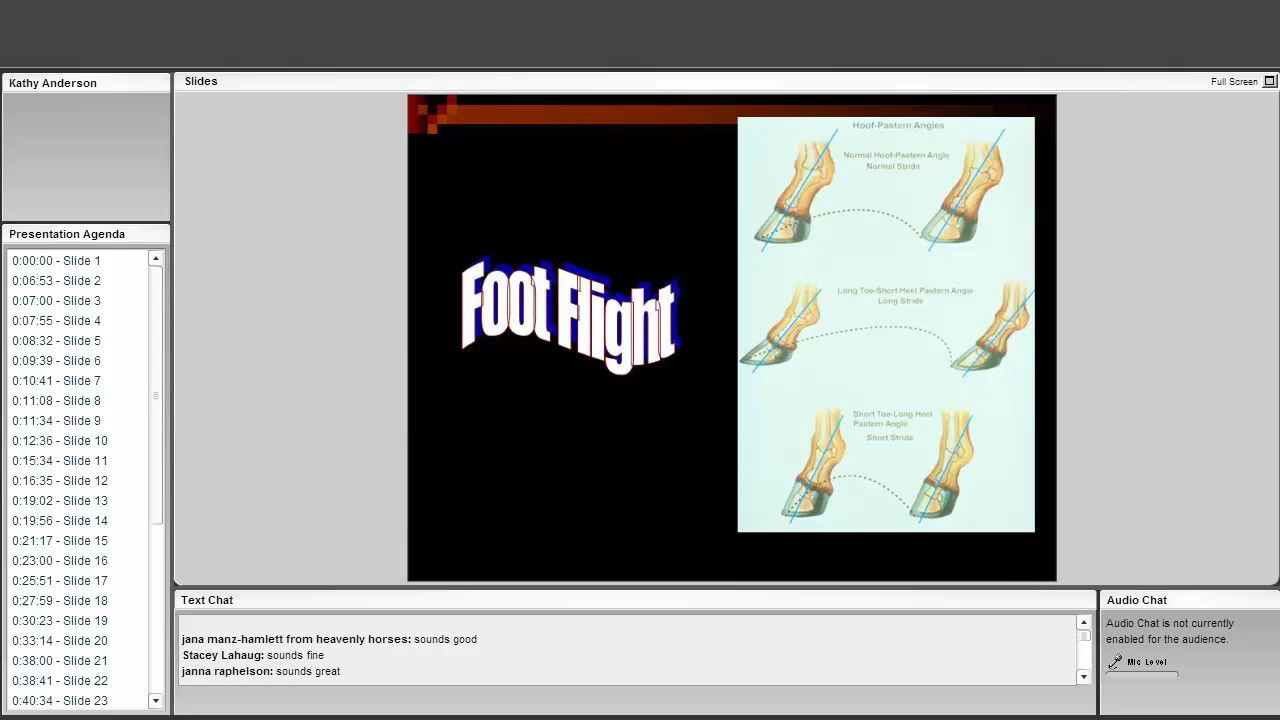 Kathy Anderson
Slides
Full Screen
Hoof-Pastern Angles
Normal Hoof-Pastern Angle
Normal Stride
Foot Flight
Long Toe-Short Heel Pastern Angle
Long Stride
Short Toe-Long Heel
Pastern Angle
Short Stride
Presentation Agenda
0:00:00 - Slide 1
0:06:53 - Slide 2
0:07:00 - Slide 3
0:07:55 - Slide 4
0:08:32 - Slide 5
0:09:39 - Slide 6
0:10:41 - Slide 7
0:11:08 - Slide 8
0:11:34 - Slide 9
0:12:36 - Slide 10
0:15:34 - Slide 11
0:16:35 - Slide 12
0:19:02 - Slide 13
0:19:56 - Slide 14
0:21:17 - Slide 15
0:23:00 - Slide 16
0:25:51 - Slide 17
0:27:59 - Slide 18
0:30:23 - Slide 19
0:33:14 - Slide 20
0:38:00 - Slide 21
0:38:41 - Slide 22
0:40:34 - Slide 23
Text Chat
jana manz-hamlett from heavenly horses: sounds good
Stacey Lahaug: sounds fine
janna raphelson: sounds great
Audio Chat
Audio Chat is not currently
enabled for the audience.
Mic Level